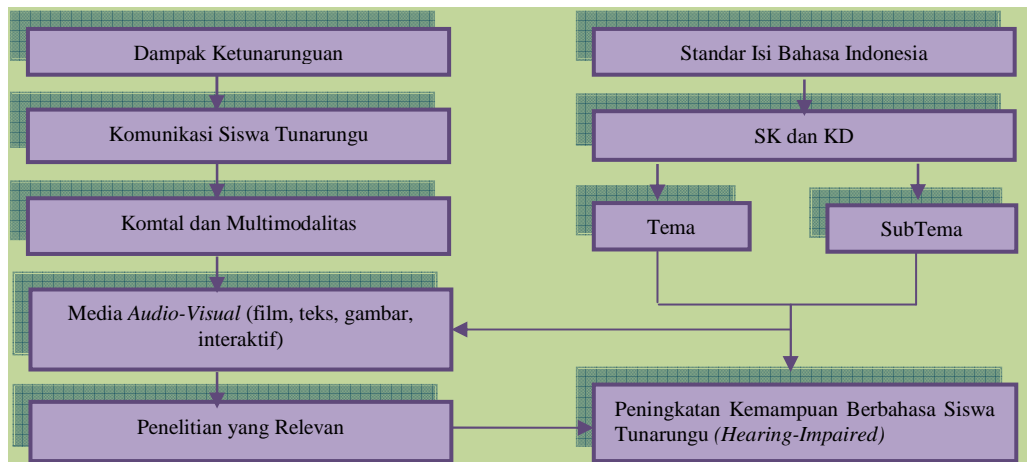 Dampak Ketunarunguan
Komunikasi Siswa Tunarungu
Komtal dan Multimodalitas
Media Audio-Visual (film, teks, gambar,
interaktif)
Penelitian yang Relevan
Standar Isi Bahasa Indonesia
SK dan KD
Tema
SubTema
Peningkatan Kemampuan Berbahasa Siswa
Tunarungu (Hearing-Impaired)